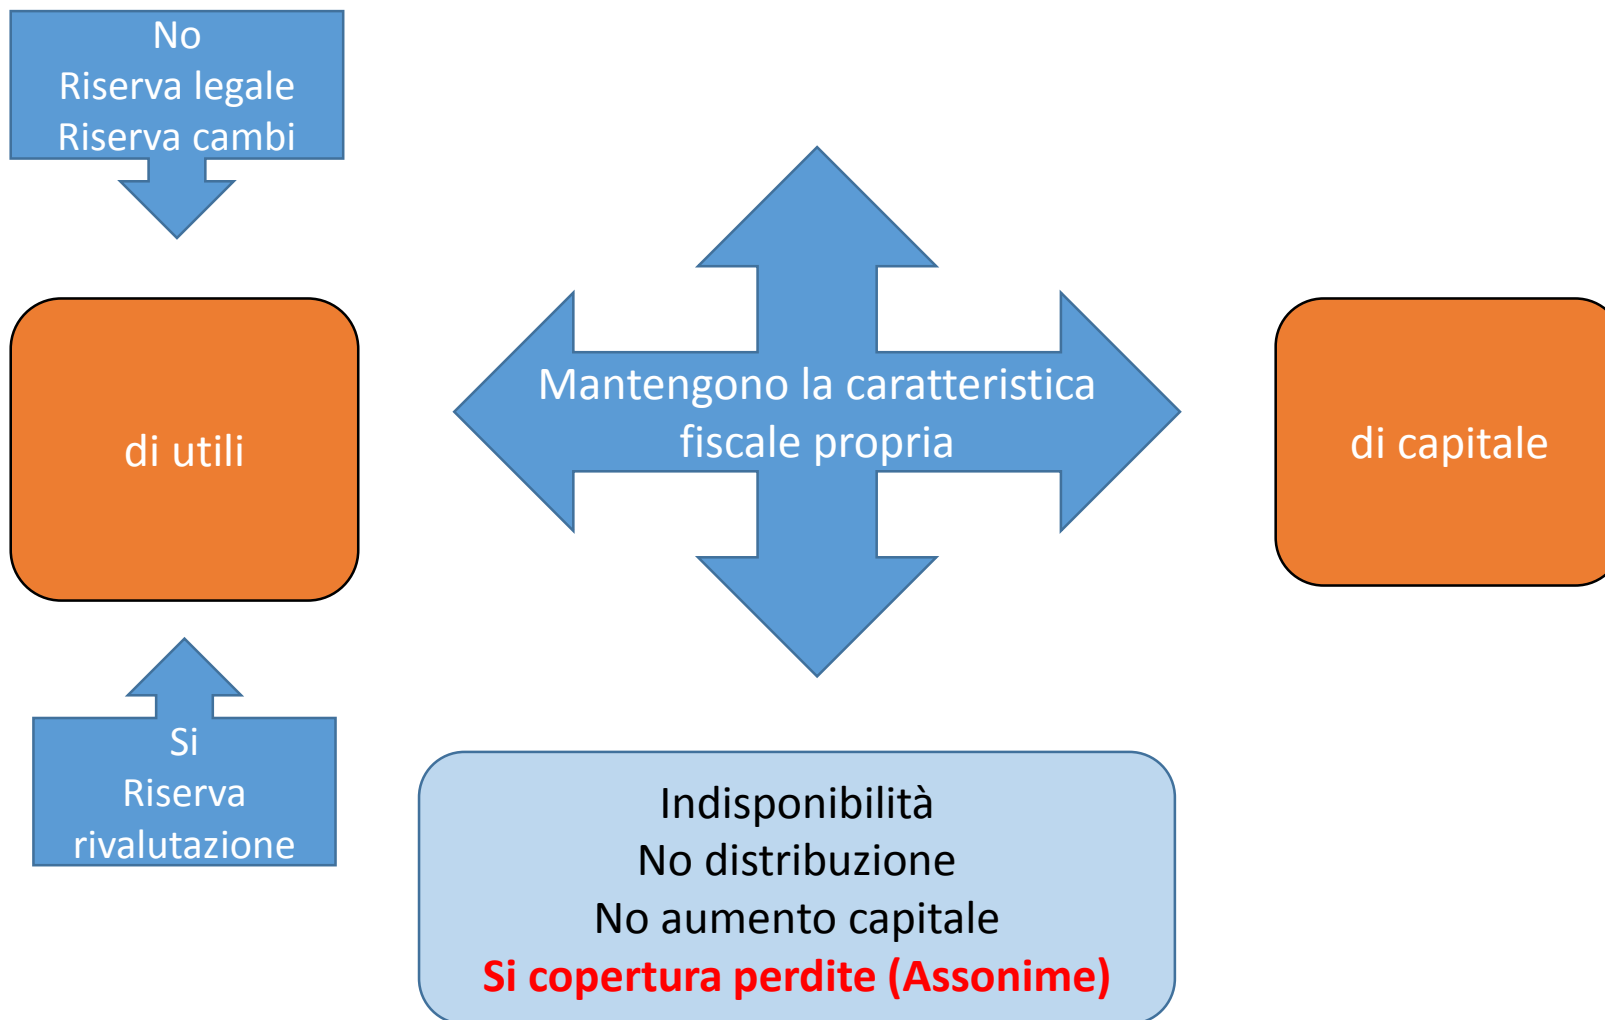 No
Riserva legale
Riserva cambi
Mantengono la caratteristica
fiscale propria
di utili
di capitale
Si
Riserva
rivalutazione
Indisponibilità
No distribuzione
No aumento capitale
Si copertura perdite (Assonime)